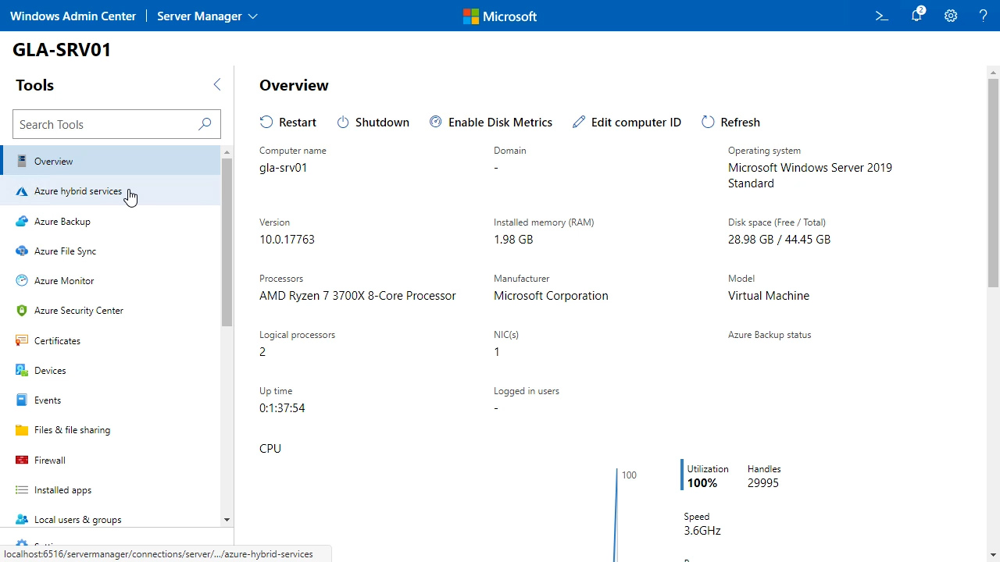 Windows Admin Center
Server Manager
Microsoft
2
GLA-SRV01
Tools
Search Tools
Overview
Azure hybrid services
Azure Backup
Azure File Sync
Azure Monitor
Azure Security Center
Certificates
Devices
Events
Files & file sharing
Firewall
Installed apps
Local users & groups
localhost:6516/servermanager/connections/server/.../azure-hybrid-services
Overview
Restart
Shutdown
Enable Disk Metrics
Edit computer ID
Refresh
Computer name
gla-srv01
Domain
-
Operating system
Microsoft Windows Server 2019
Standard
Version
10.0.17763
Installed memory (RAM)
1.98 GB
Disk space (Free / Total)
28.98 GB / 44.45 GB
Processors
AMD Ryzen 7 3700X 8-Core Processor
Manufacturer
Microsoft Corporation
Model
Virtual Machine
Logical processors
2
NIC(s)
1
Azure Backup status
Up time
0:1:37:54
Logged in users
-
CPU
100
Utilization
100%
Handles
29995
Speed
3.6GHz